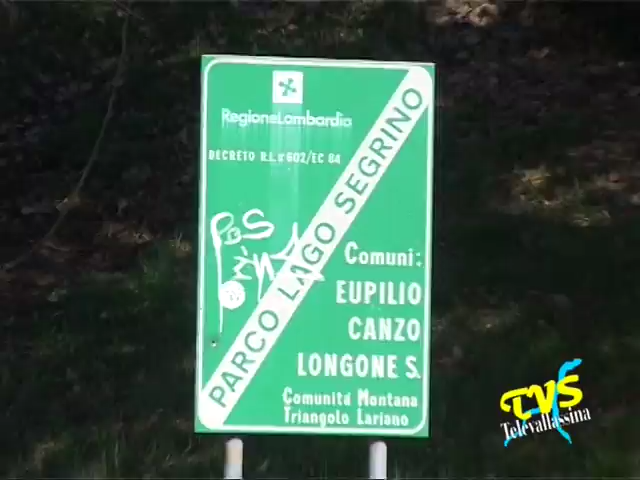 RegioneLombardia
DECRETO R.L.n°602/EC 84
PARCO LAGO SEGRINO
Comuni:
EUPILIO
CANZO
LONGONE S.
Comunità Montana
Triangolo Lariano
TVS
Televallassina